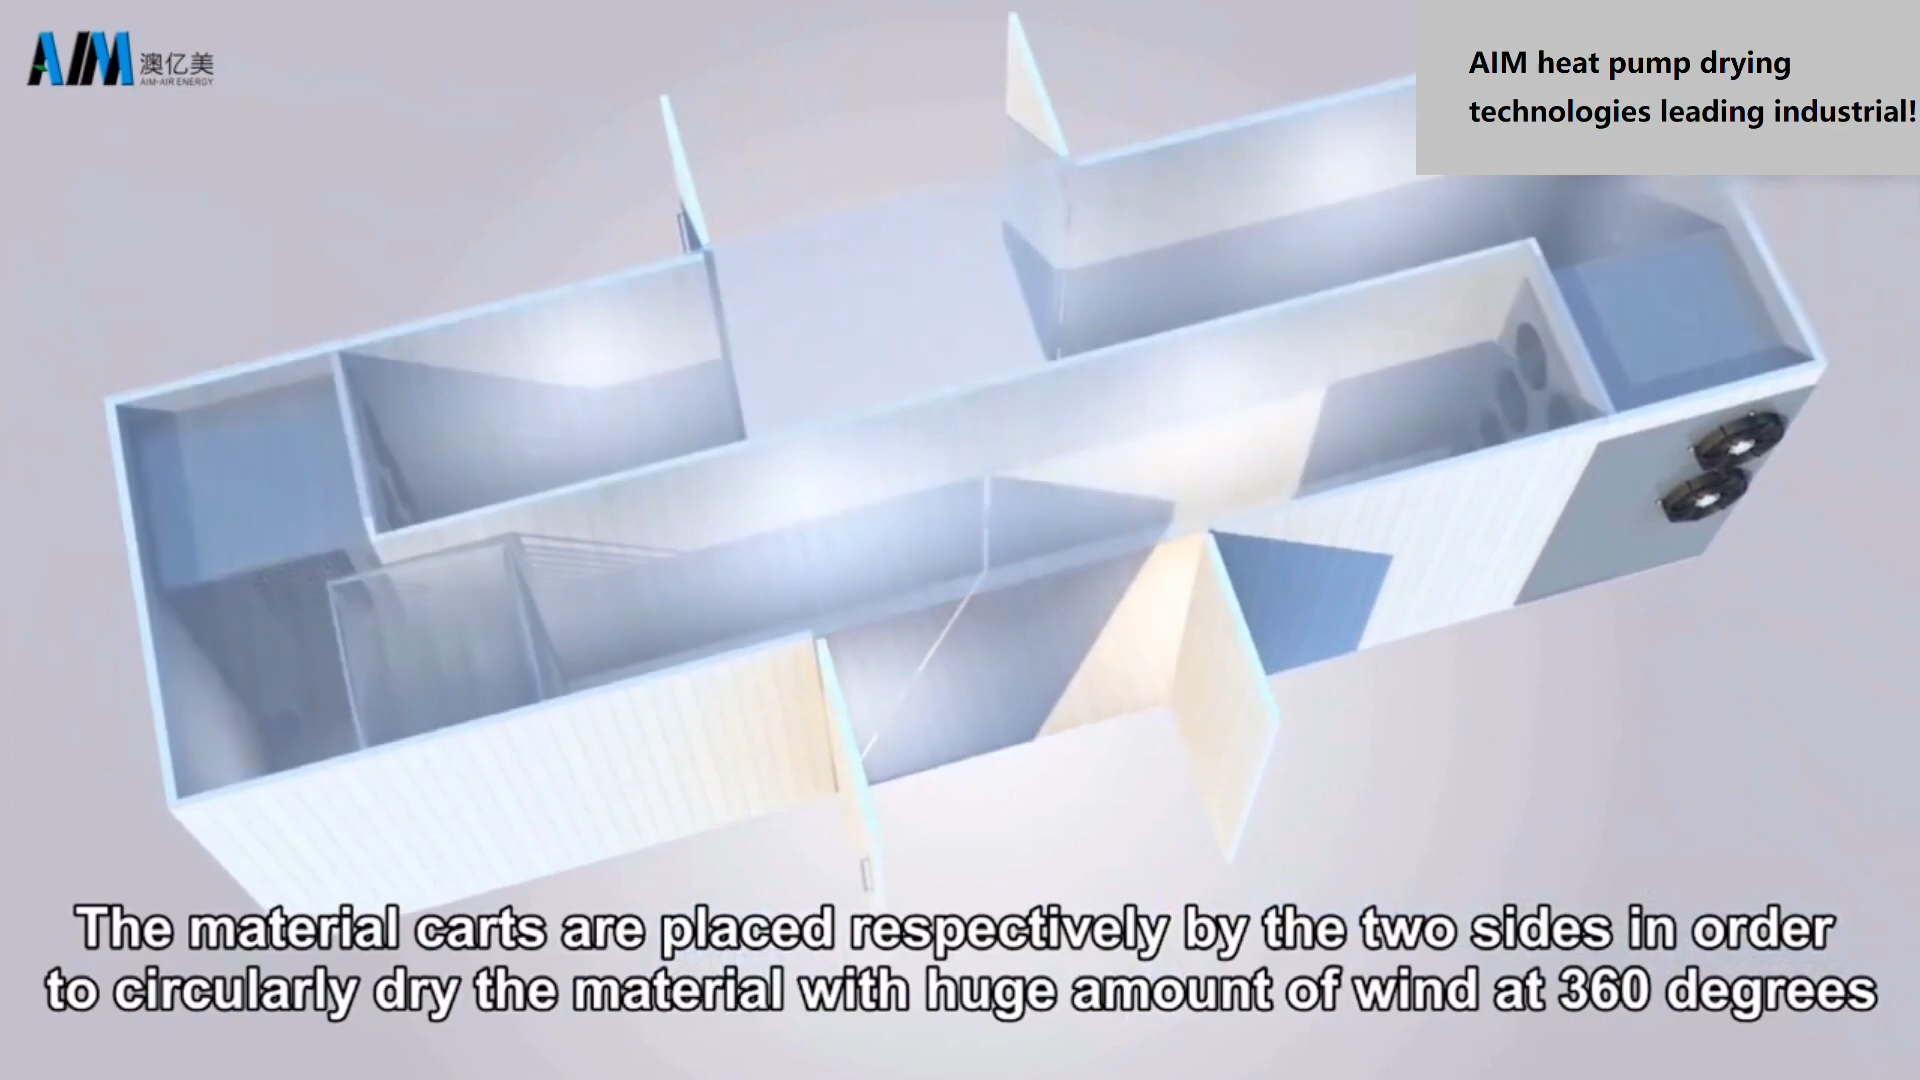 AIM 澳亿美
AIM-AIR ENERGY
AIM heat pump drying
technologies leading industrial!
The material carts are placed respectively by the two sides in order
to circularly dry the material with huge amount of wind at 360 degrees